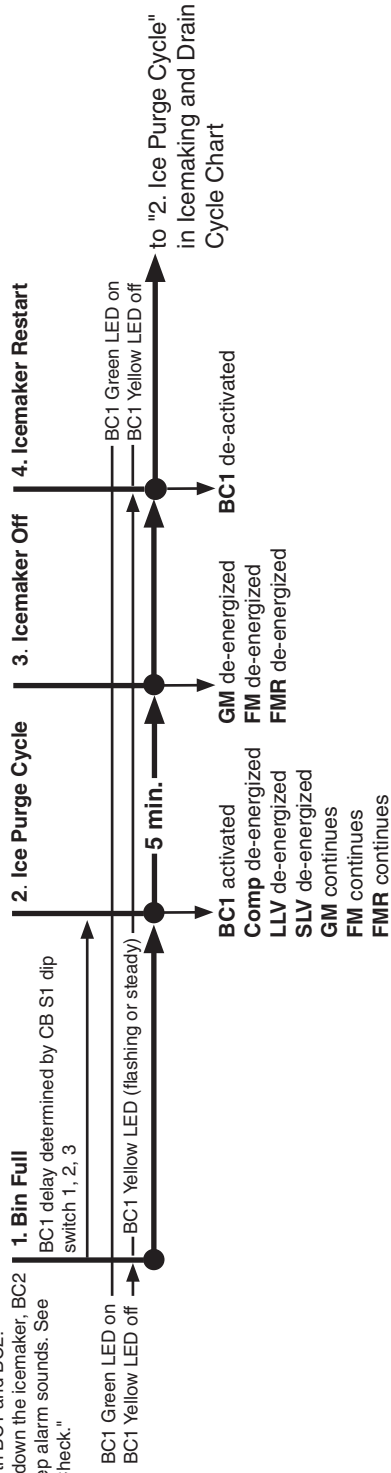 down the icemaker, BC2
ep alarm sounds. See
heck."
1. Bin Full
BC1 delay determined by CB S1 dip
switch 1, 2, 3
2. Ice Purge Cycle
3. Icemaker Off
4. Icemaker Restart
BC1 Green LED on
BC1 Yellow LED off
BC1 Yellow LED (flashing or steady)
BC1 Green LED on
BC1 Yellow LED off
5 min.
to "2. Ice Purge Cycle"
in Icemaking and Drain
Cycle Chart
BC1 activated
Comp de-energized
LLV de-energized
SLV de-energized
GM continues
FM continues
FMR continues
GM de-energized
FM de-energized
FMR de-energized
BC1 de-activated